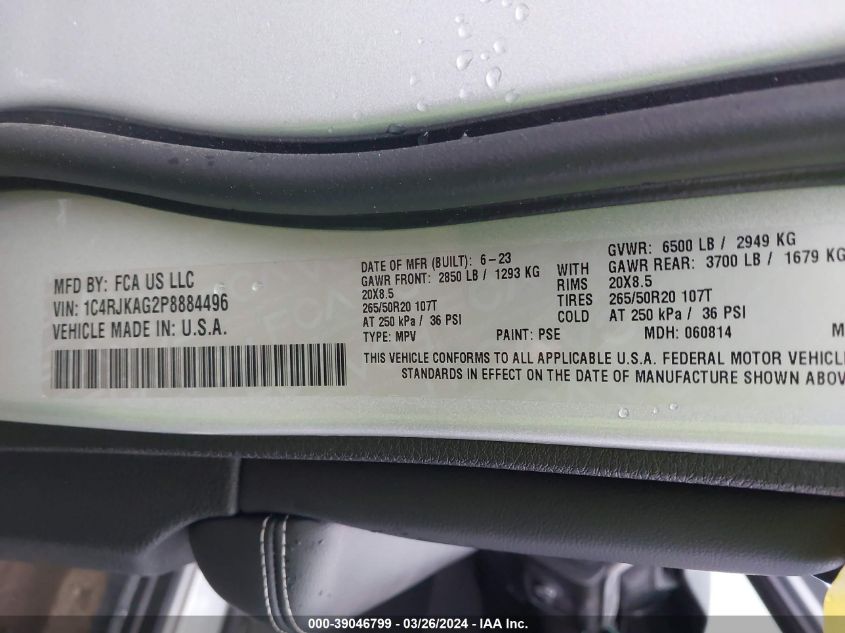 MFD BY: FCA US LLC
VIN: 1C4RJKAG2P8884496
VEHICLE MADE IN: U.S.A.
DATE OF MFR (BUILT): 6-23
GAWR FRONT: 2850 LB / 1293 KG
20X8.5
265/50R20 107T
AT 250 kPa / 36 PSI
TYPE: MPV
PAINT: PSE
WITH
RIMS
TIRES
COLD
GVWR: 6500 LB / 2949 KG
GAWR REAR: 3700 LB / 1679 KG
20X8.5
265/50R20 107T
AT 250 kPa / 36 PSI
MDH: 060814
THIS VEHICLE CONFORMS TO ALL APPLICABLE U.S.A. FEDERAL MOTOR VEHICL
STANDARDS IN EFFECT ON THE DATE OF MANUFACTURE SHOWN ABOV
000-39046799 - 03/26/2024 - IAA Inc.